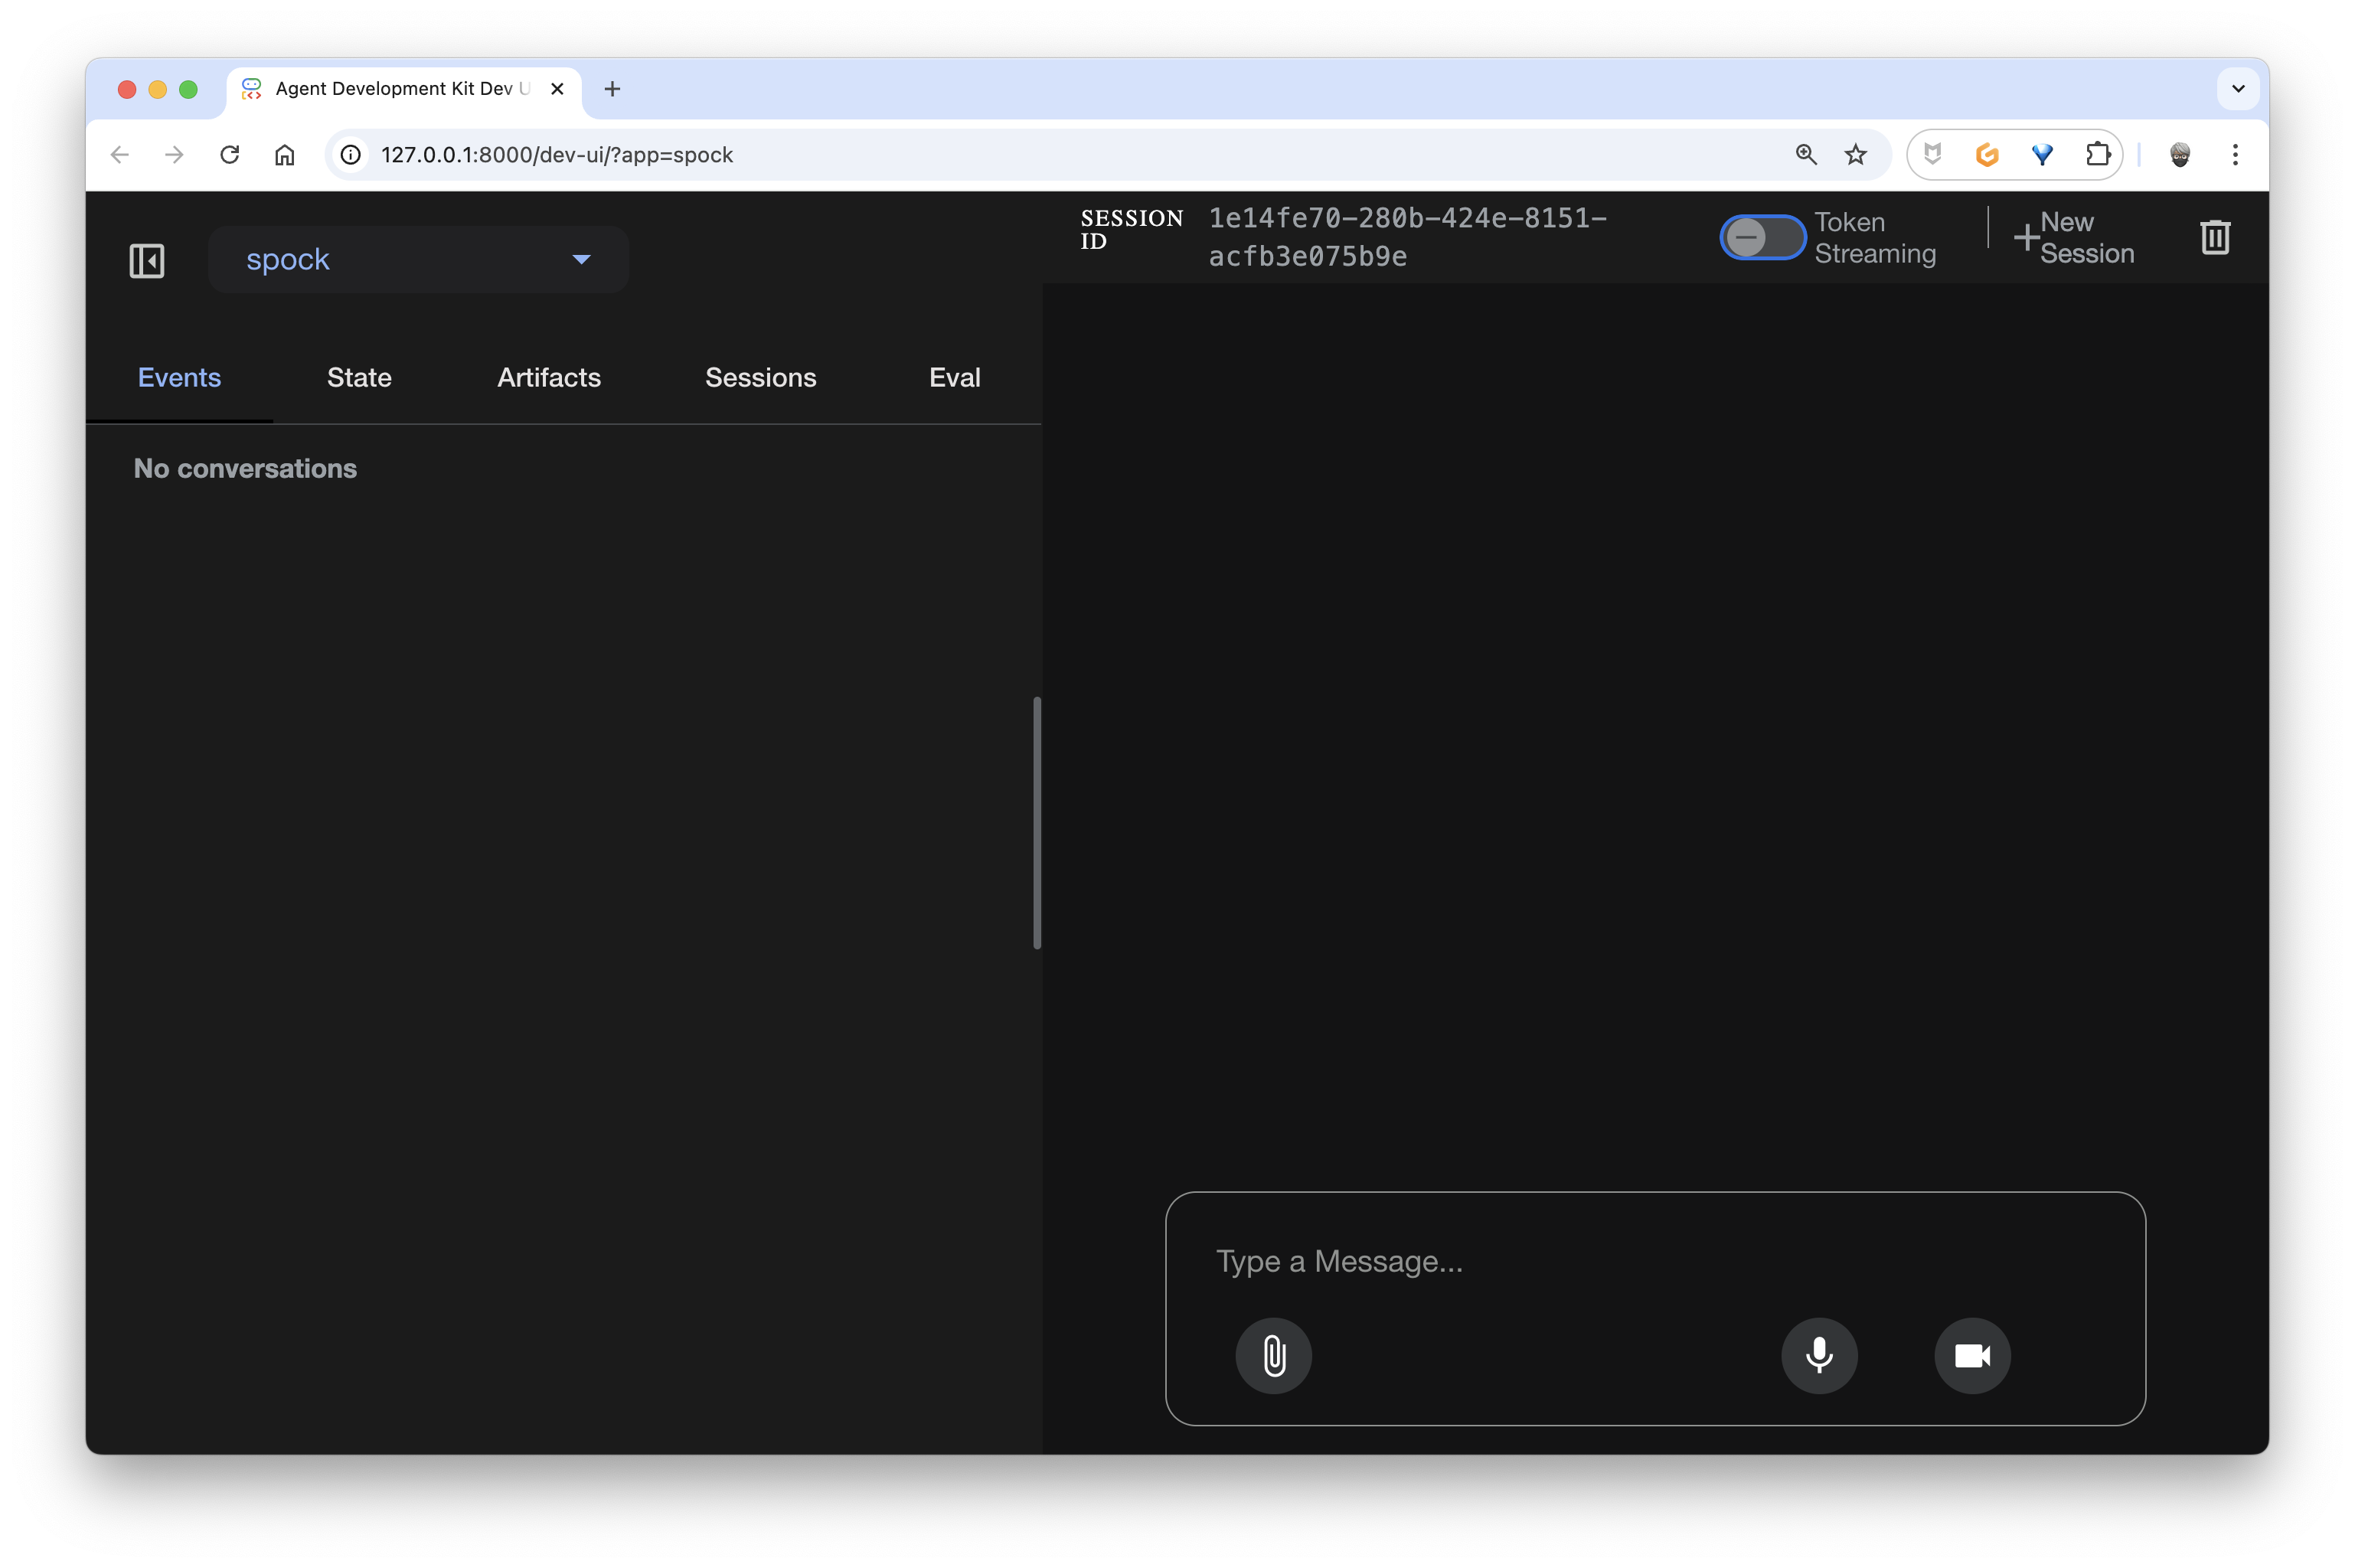 Agent Development Kit Dev U
127.0.0.1:8000/dev-ui/?app=spock
spock
SESSION
ID
1e14fe70-280b-424e-8151-
acfb3e075b9e
Token
Streaming
New
Session
Events State Artifacts Sessions Eval
No conversations
Type a Message...